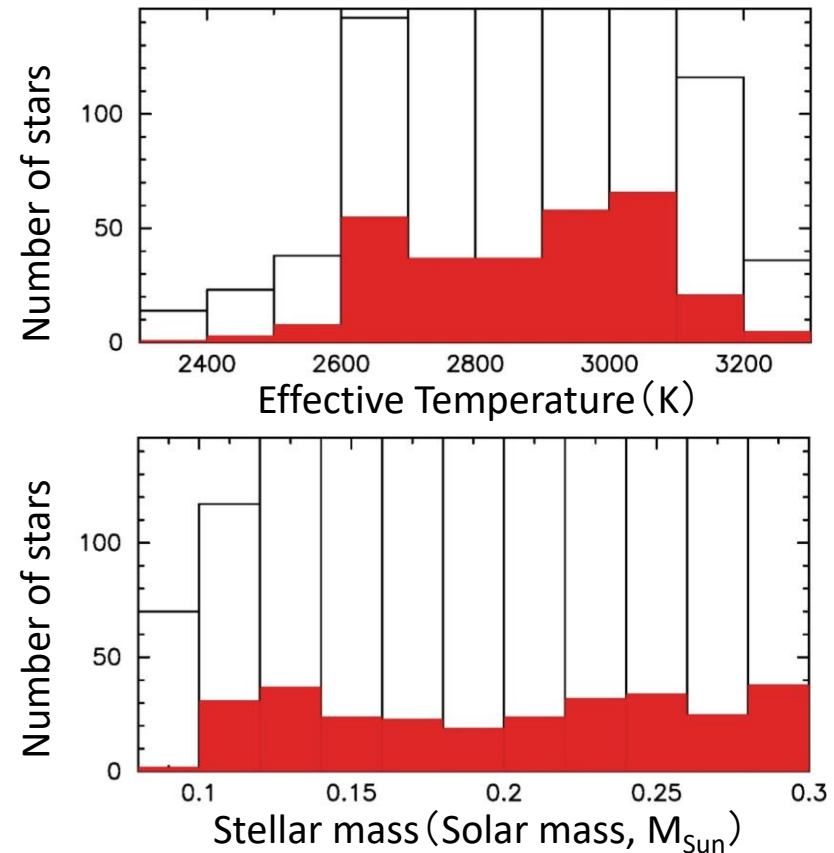 Number of stars
100
50
0
2400 2600 2800 3000 3200
Effective Temperature（K）
Number of stars
100
50
0
0.1 0.15 0.2 0.25 0.3
Stellar mass（Solar mass, M_Sun）